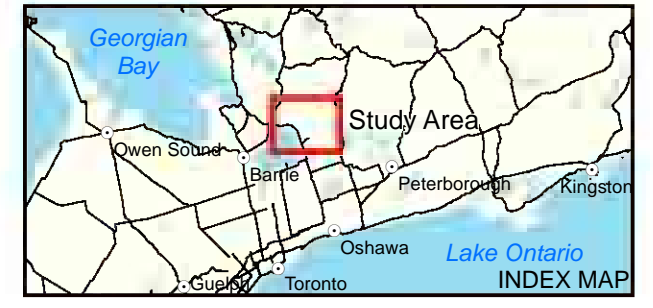 Georgian
Bay
Study Area
Owen Sound
Barrie
Peterborough
Kingston
Oshawa
Lake Ontario
Guelph
Toronto
INDEX MAP